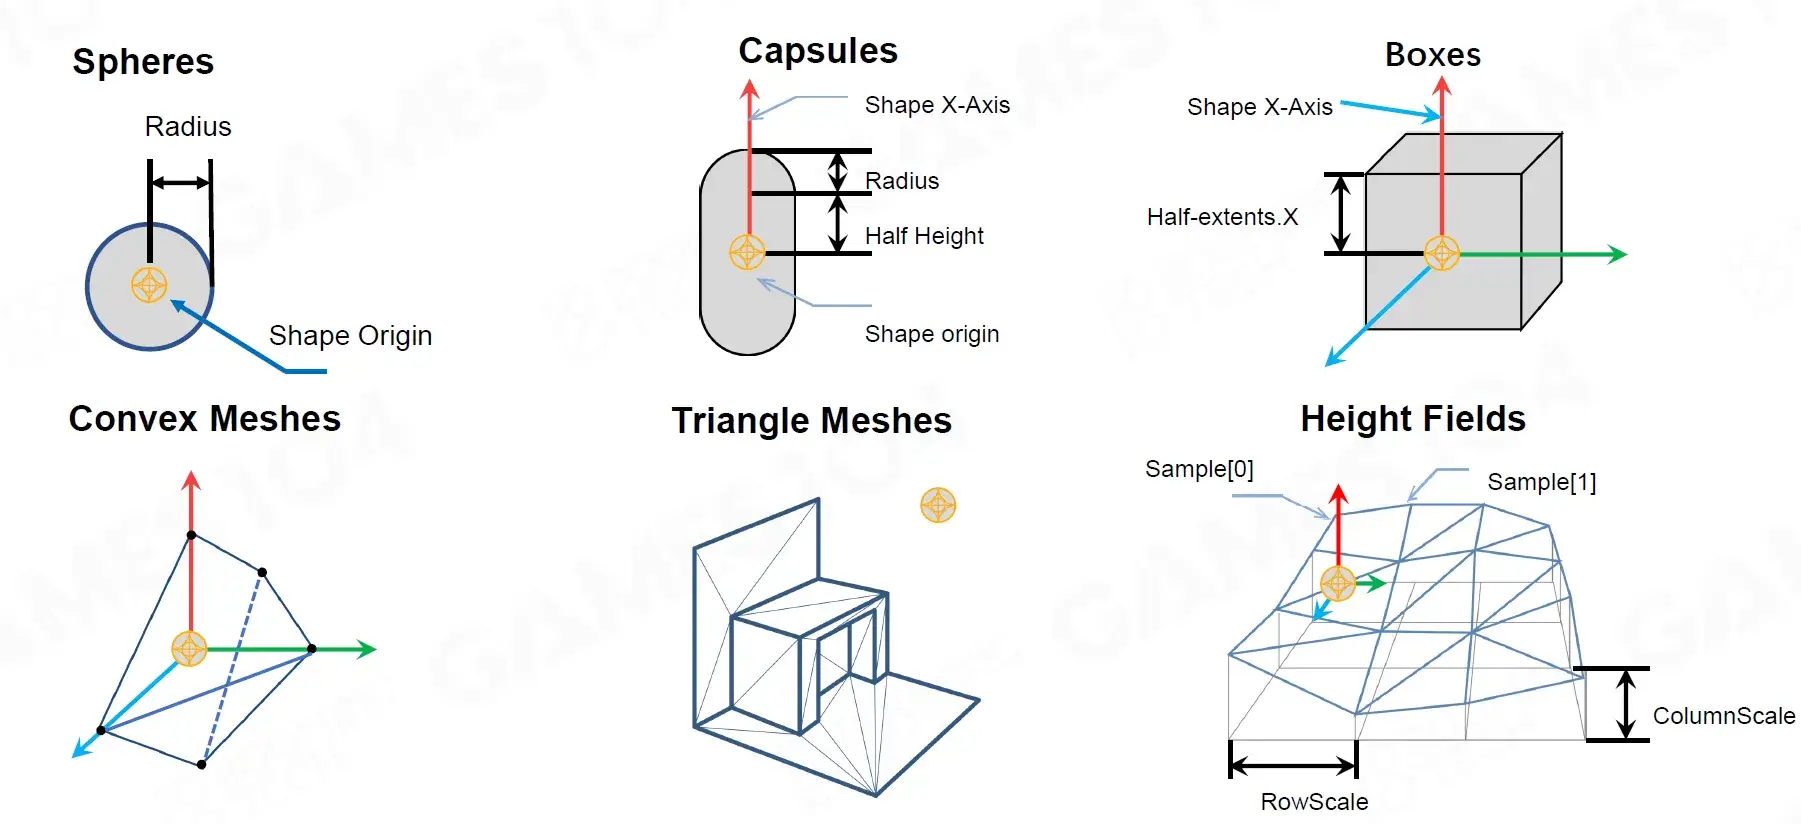 Spheres
Radius
Shape Origin
Capsules
Shape X-Axis
Radius
Half Height
Shape origin
Boxes
Shape X-Axis
Half-extents.X
Convex Meshes
Triangle Meshes
Height Fields
Sample[0]
Sample[1]
ColumnScale
RowScale
GAMES104